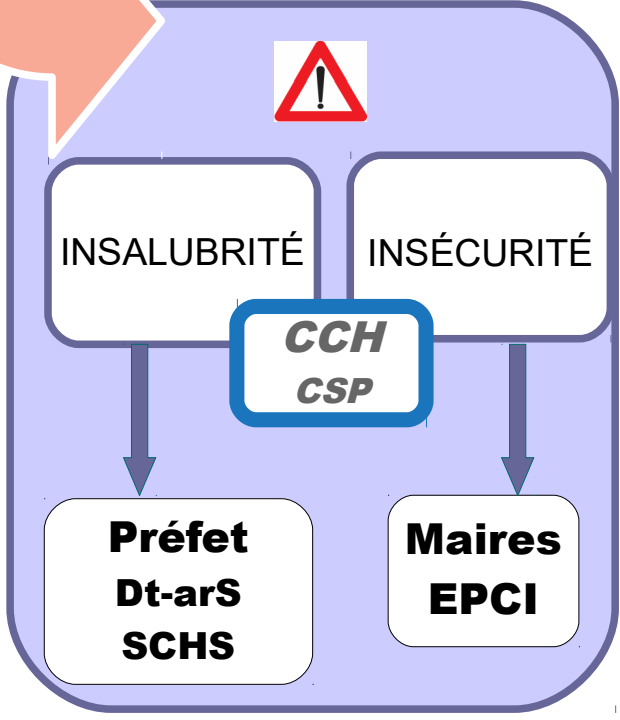 INSALUBRITÉ
INSÉCURITÉ
CCH
CSP
Préfet
Dt-arS
SCHS
Maires
EPCI